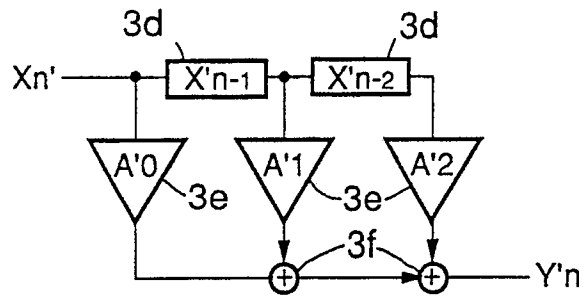 3d 3d
Xn' X'n-1 X'n-2
A'0 A'1 A'2
3e 3e
3f
+ + Y'n